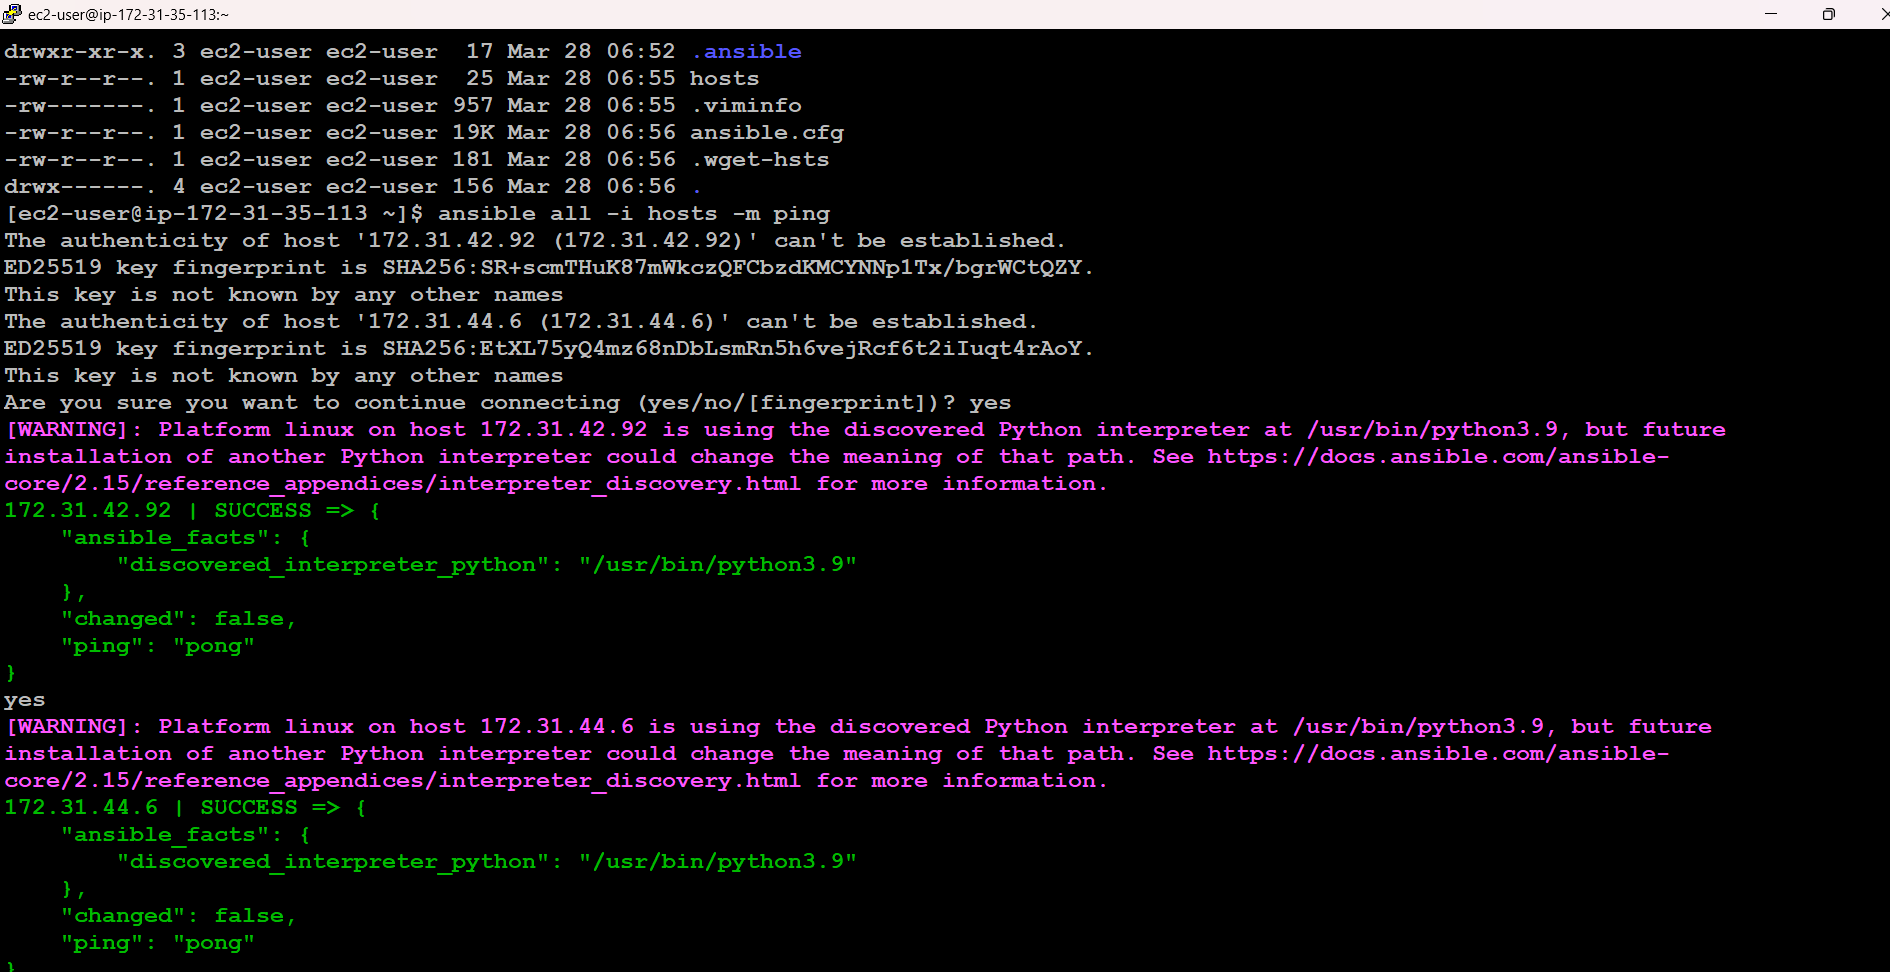 ec2-user@ip-172-31-35-113:~
drwxr-xr-x. 3 ec2-user ec2-user  17 Mar 28 06:52 .ansible
-rw-r--r--. 1 ec2-user ec2-user  25 Mar 28 06:55 hosts
-rw-------. 1 ec2-user ec2-user 957 Mar 28 06:55 .viminfo
-rw-r--r--. 1 ec2-user ec2-user 19K Mar 28 06:56 ansible.cfg
-rw-r--r--. 1 ec2-user ec2-user 181 Mar 28 06:56 .wget-hsts
drwx------. 4 ec2-user ec2-user 156 Mar 28 06:56 .
[ec2-user@ip-172-31-35-113 ~]$ ansible all -i hosts -m ping
The authenticity of host '172.31.42.92 (172.31.42.92)' can't be established.
ED25519 key fingerprint is SHA256:SR+scmTHuK87mWkczQFCbzdKMCYNNp1Tx/bgrWCtQZY.
This key is not known by any other names
The authenticity of host '172.31.44.6 (172.31.44.6)' can't be established.
ED25519 key fingerprint is SHA256:EtXL75yQ4mz68nDbLsmRn5h6vejRcf6t2iIuqt4rAoY.
This key is not known by any other names
Are you sure you want to continue connecting (yes/no/[fingerprint])? yes
[WARNING]: Platform linux on host 172.31.42.92 is using the discovered Python interpreter at /usr/bin/python3.9, but future
installation of another Python interpreter could change the meaning of that path. See https://docs.ansible.com/ansible-
core/2.15/reference_appendices/interpreter_discovery.html for more information.
172.31.42.92 | SUCCESS => {
    "ansible_facts": {
        "discovered_interpreter_python": "/usr/bin/python3.9"
    },
    "changed": false,
    "ping": "pong"
}
yes
[WARNING]: Platform linux on host 172.31.44.6 is using the discovered Python interpreter at /usr/bin/python3.9, but future
installation of another Python interpreter could change the meaning of that path. See https://docs.ansible.com/ansible-
core/2.15/reference_appendices/interpreter_discovery.html for more information.
172.31.44.6 | SUCCESS => {
    "ansible_facts": {
        "discovered_interpreter_python": "/usr/bin/python3.9"
    },
    "changed": false,
    "ping": "pong"
}